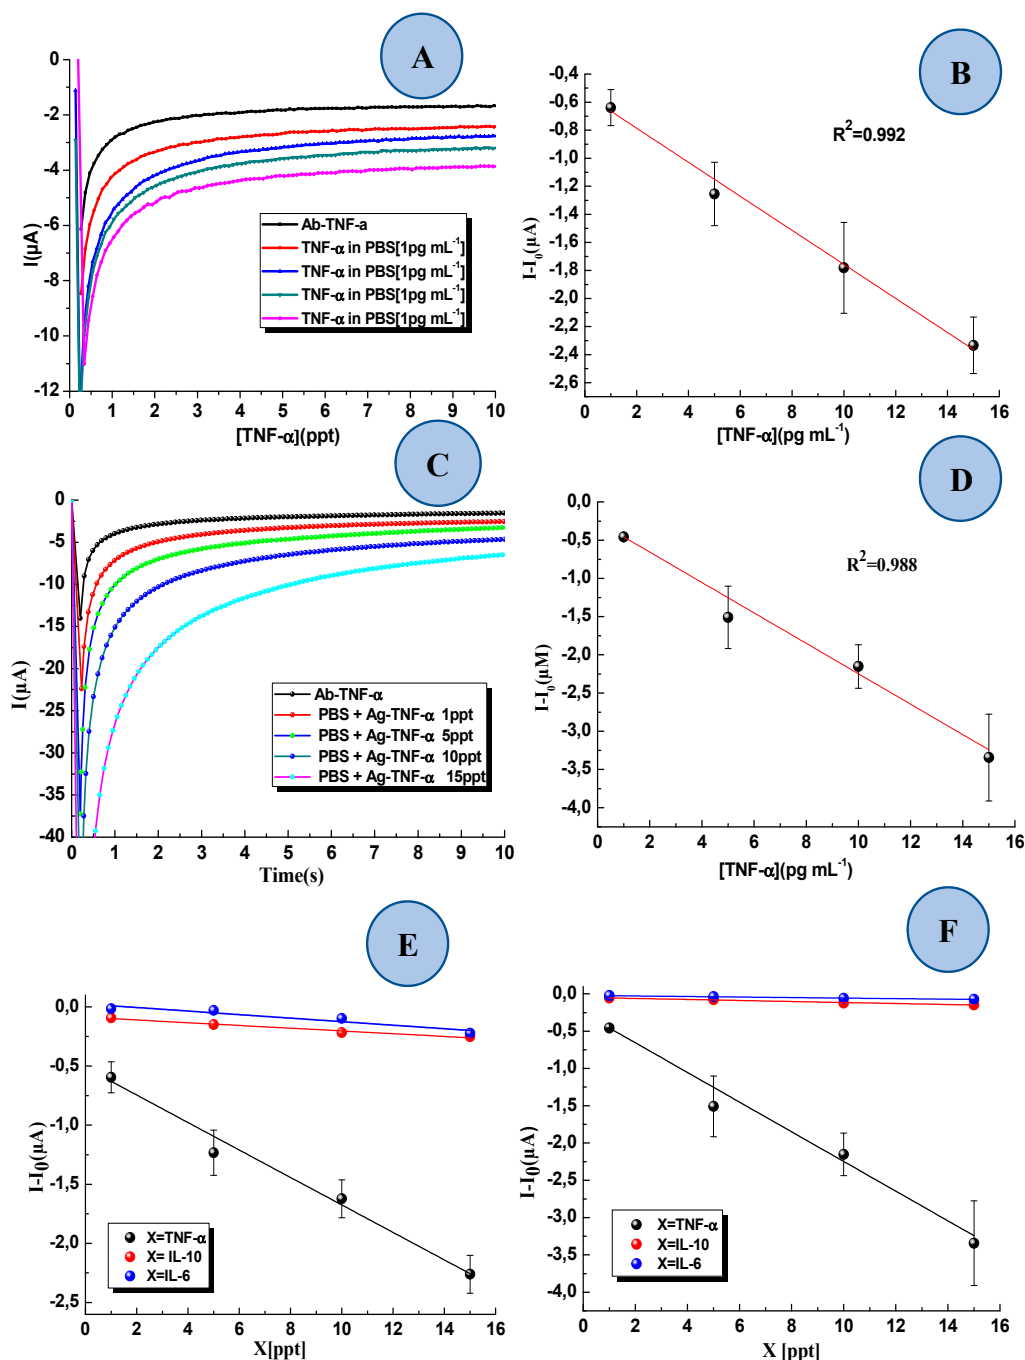 A
0
-2
-4
-6
-8
-10
-12
I(µA)
Ab-TNF-a
TNF-α in PBS[1pg mL⁻¹]
TNF-α in PBS[1pg mL⁻¹]
TNF-α in PBS[1pg mL⁻¹]
TNF-α in PBS[1pg mL⁻¹]
0 1 2 3 4 5 6 7 8 9 10
[TNF-α](ppt)
B
-0,4
-0,6
-0,8
-1,0
-1,2
-1,4
-1,6
-1,8
-2,0
-2,2
-2,4
-2,6
I-I₀(µA)
R²=0.992
0 2 4 6 8 10 12 14 16
[TNF-α](pg mL⁻¹)
C
0
-5
-10
-15
-20
-25
-30
-35
-40
I(µA)
Ab-TNF-α
PBS + Ag-TNF-α 1ppt
PBS + Ag-TNF-α 5ppt
PBS + Ag-TNF-α 10ppt
PBS + Ag-TNF-α 15ppt
0 1 2 3 4 5 6 7 8 9 10
Time(s)
D
0,0
-0,5
-1,0
-1,5
-2,0
-2,5
-3,0
-3,5
-4,0
I-I₀(µM)
R²=0.988
0 2 4 6 8 10 12 14 16
[TNF-α](pg mL⁻¹)
E
0,0
-0,5
-1,0
-1,5
-2,0
-2,5
I-I₀(µA)
X=TNF-α
X= IL-10
X=IL-6
0 2 4 6 8 10 12 14 16
X[ppt]
F
0,0
-0,5
-1,0
-1,5
-2,0
-2,5
-3,0
-3,5
-4,0
I-I₀(µA)
X=TNF-α
X=IL-10
X=IL-6
0 2 4 6 8 10 12 14 16
X [ppt]